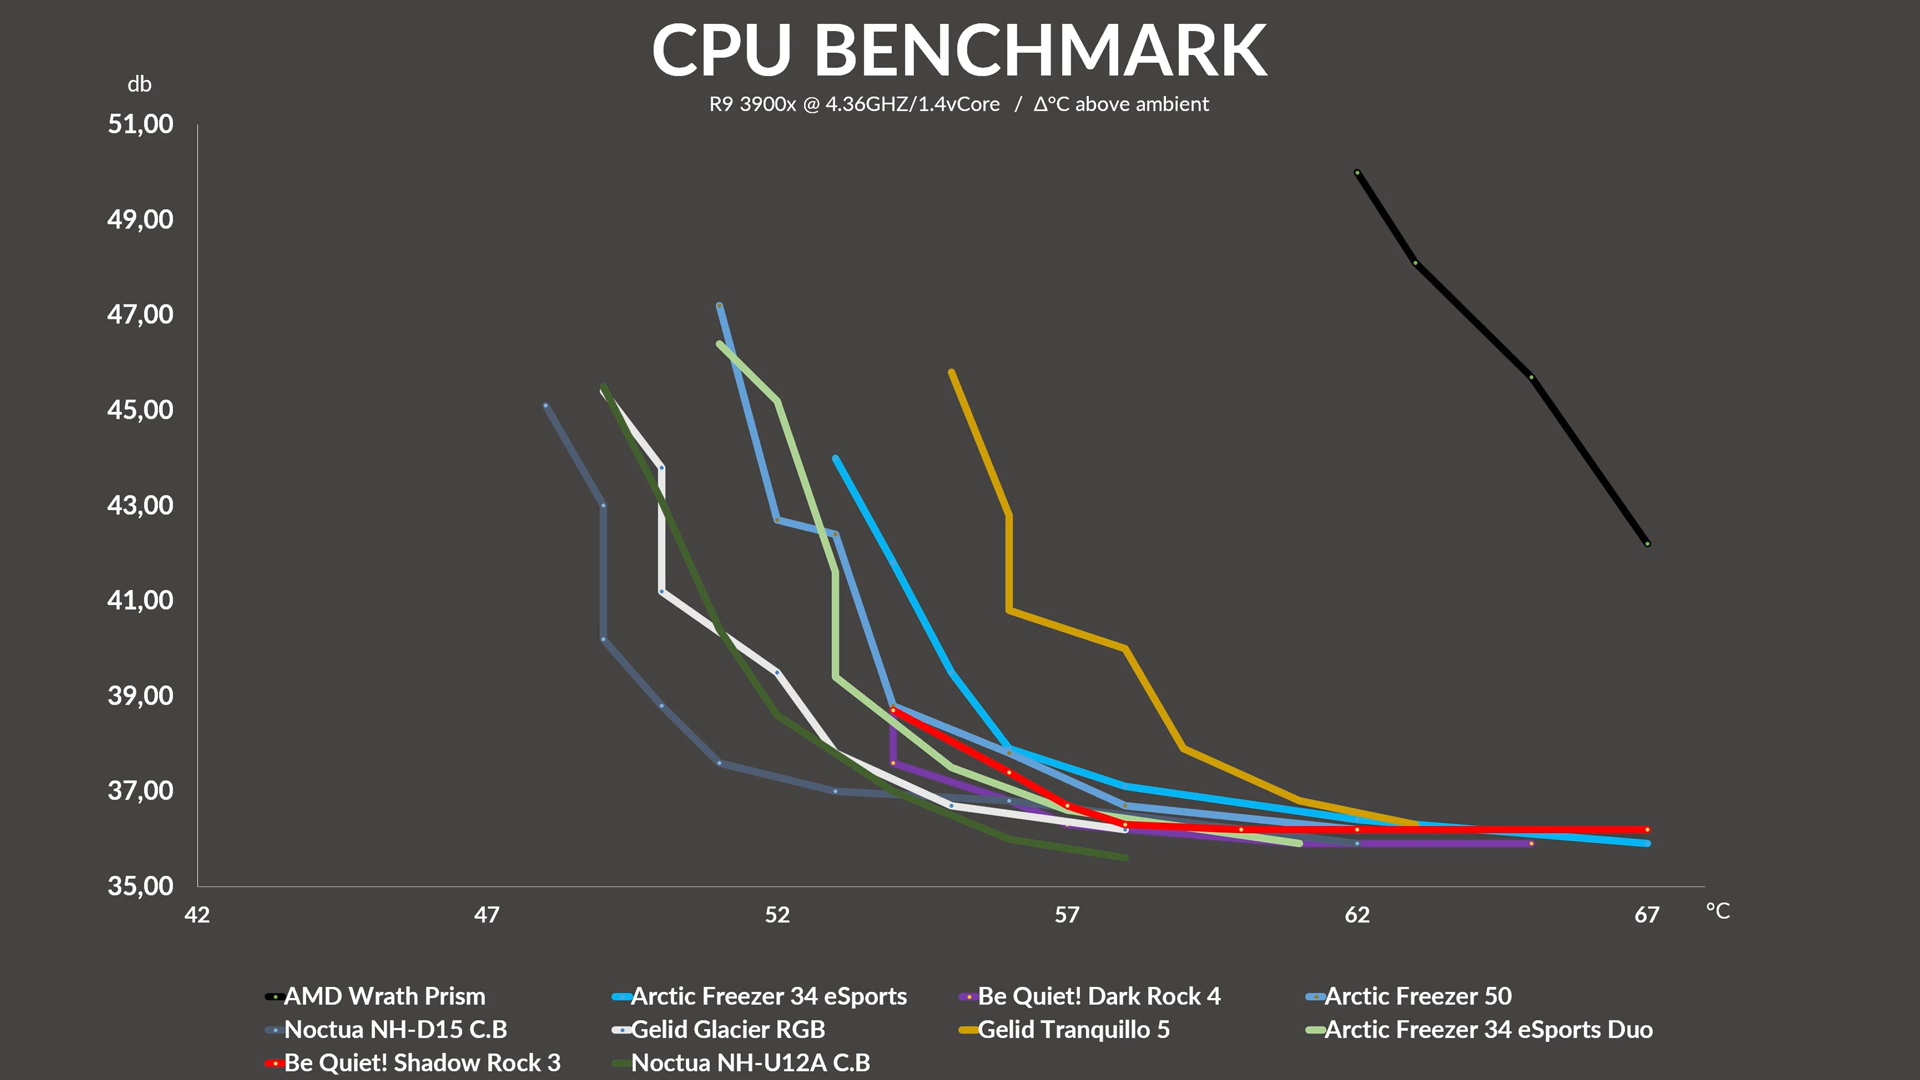 CPU BENCHMARK
db
R9 3900x @ 4.36GHZ/1.4vCore / Δ°C above ambient
51,00
49,00
47,00
45,00
43,00
41,00
39,00
37,00
35,00
42 47 52 57 62 67 °C
AMD Wrath Prism Arctic Freezer 34 eSports Be Quiet! Dark Rock 4 Arctic Freezer 50
Noctua NH-D15 C.B Gelid Glacier RGB Gelid Tranquillo 5 Arctic Freezer 34 eSports Duo
Be Quiet! Shadow Rock 3 Noctua NH-U12A C.B